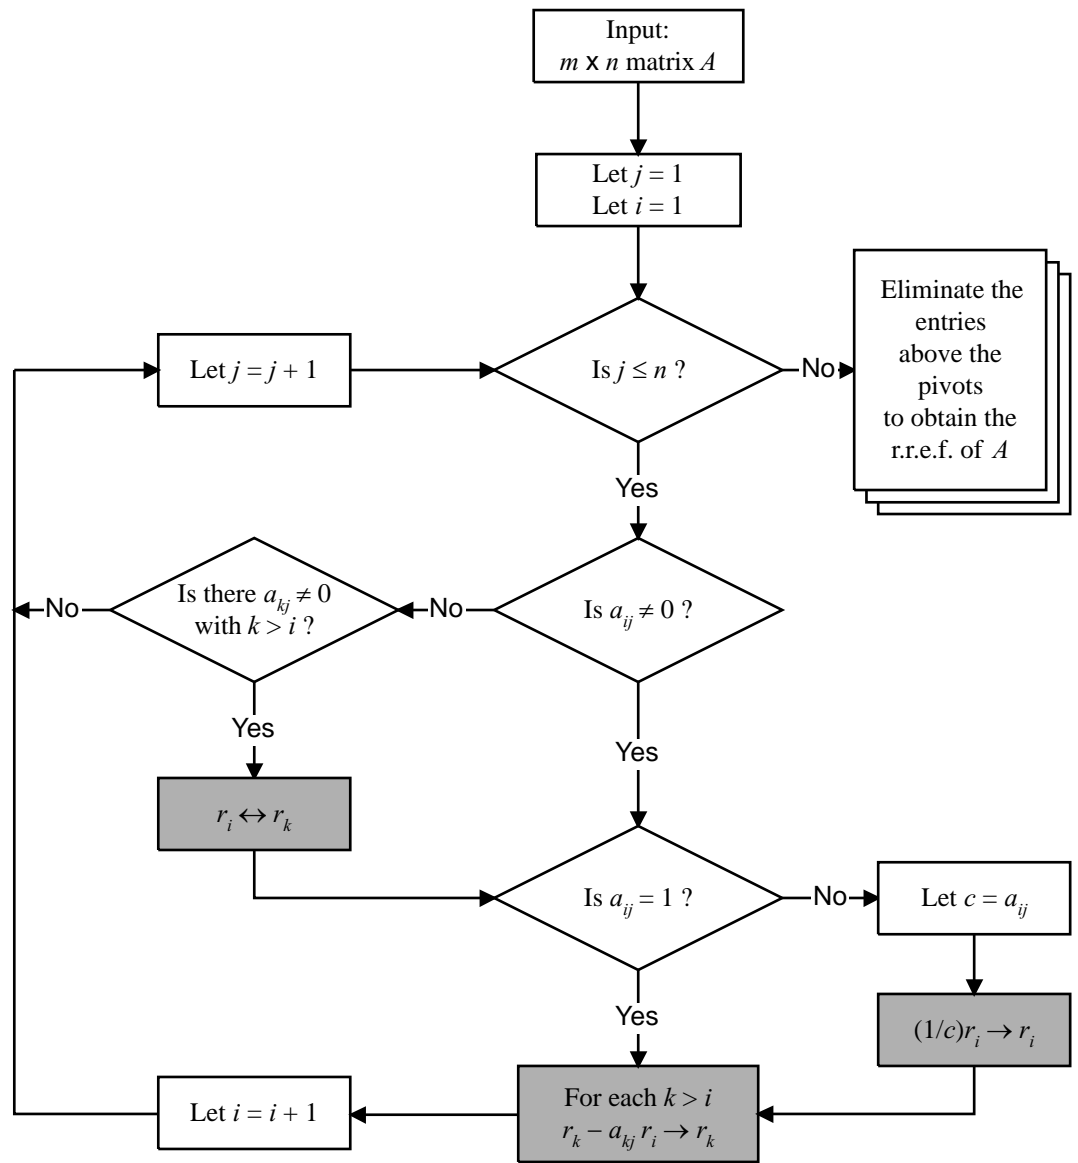 Input:
m x n matrix A
Let j = 1
Let i = 1
Let j = j + 1
Is j ≤ n ?
No
Eliminate the
entries
above the
pivots
to obtain the
r.r.e.f. of A
Yes
No
Is there a_kj ≠ 0
with k > i ?
No
Is a_ij ≠ 0 ?
Yes
Yes
r_i ↔ r_k
Is a_ij = 1 ?
No
Let c = a_ij
Yes
(1/c)r_i → r_i
Let i = i + 1
For each k > i
r_k – a_kj r_i → r_k